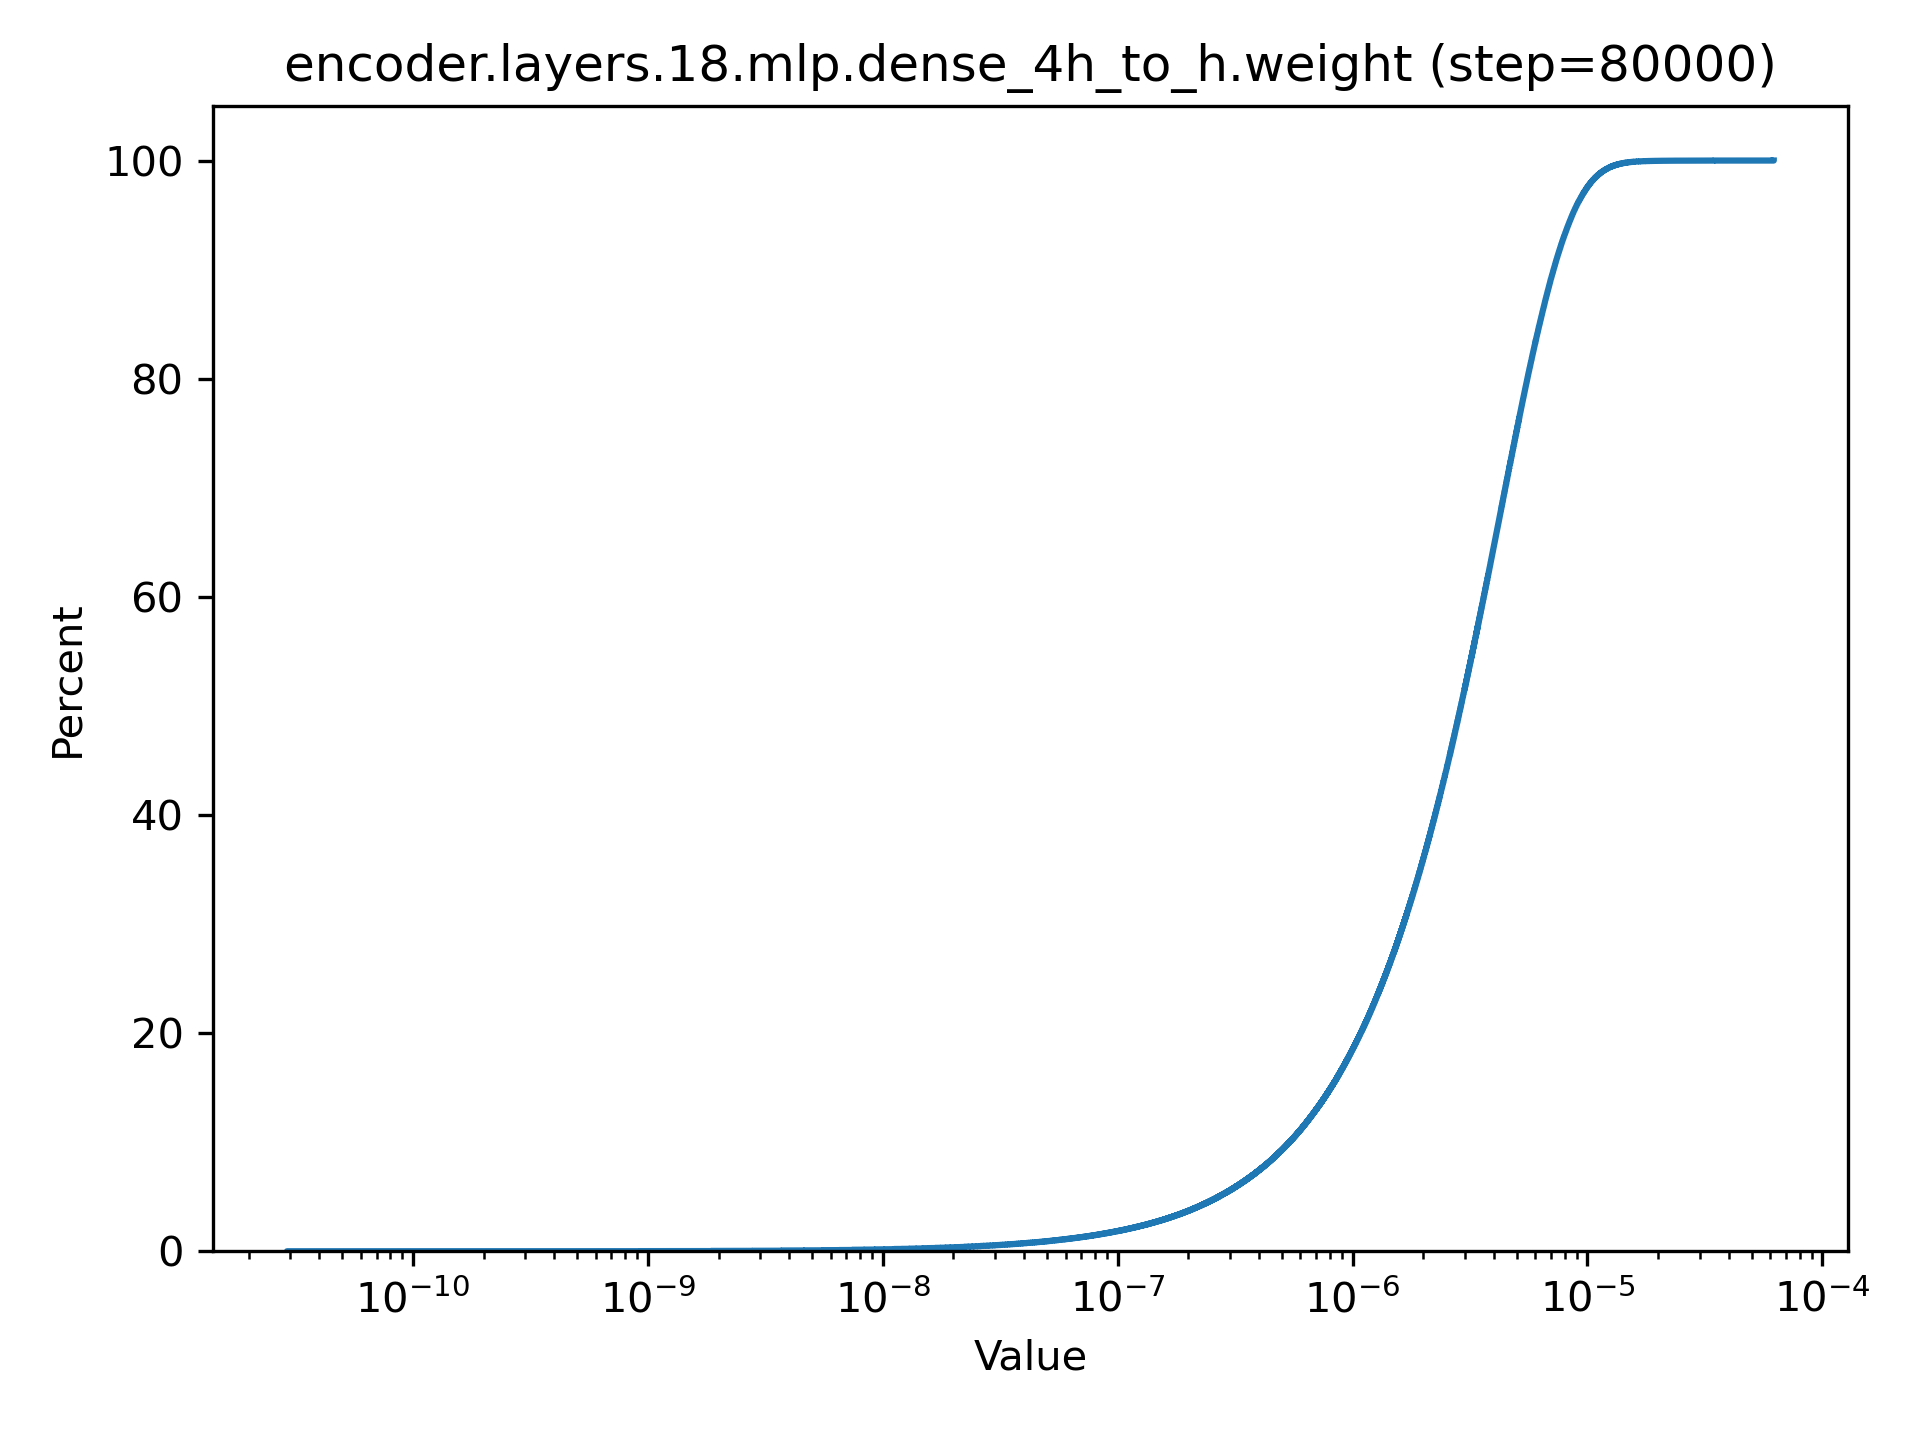 encoder.layers.18.mlp.dense_4h_to_h.weight (step=80000)
Percent
100
80
60
40
20
0
10⁻¹⁰ 10⁻⁹ 10⁻⁸ 10⁻⁷ 10⁻⁶ 10⁻⁵ 10⁻⁴
Value